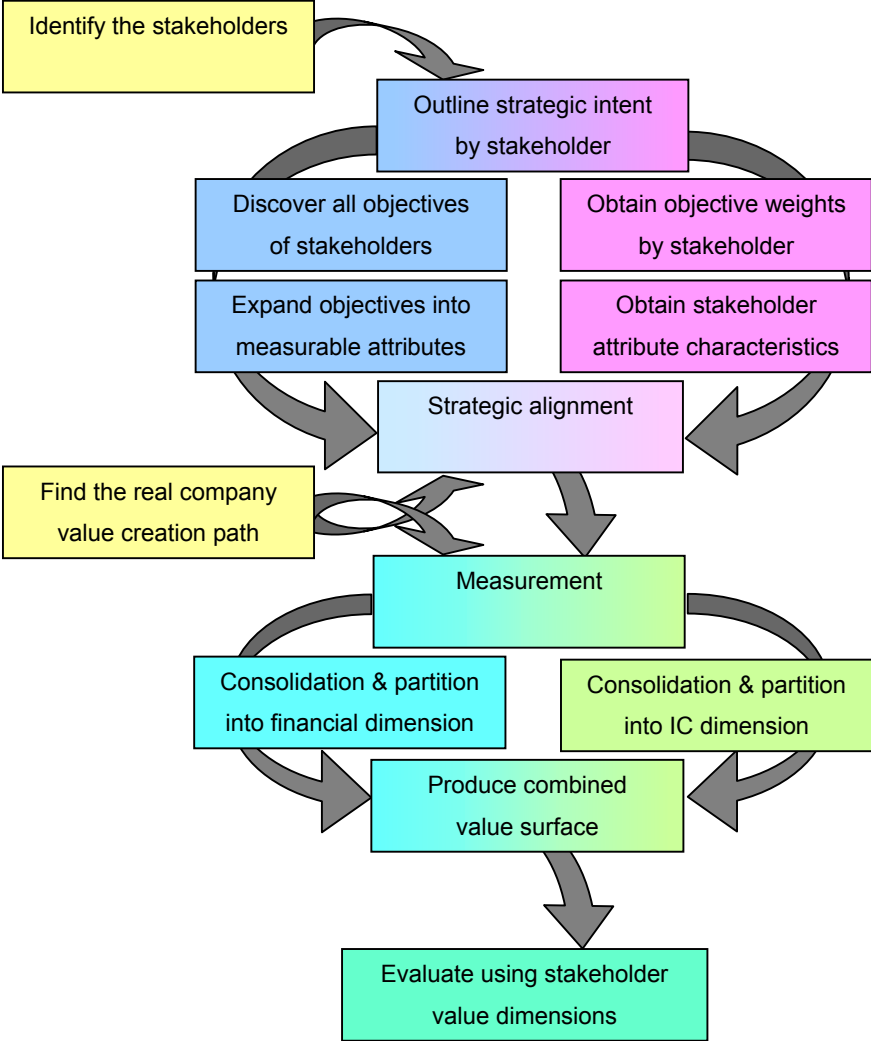 Identify the stakeholders
Outline strategic intent
by stakeholder
Discover all objectives
of stakeholders
Obtain objective weights
by stakeholder
Expand objectives into
measurable attributes
Obtain stakeholder
attribute characteristics
Strategic alignment
Find the real company
value creation path
Measurement
Consolidation & partition
into financial dimension
Consolidation & partition
into IC dimension
Produce combined
value surface
Evaluate using stakeholder
value dimensions